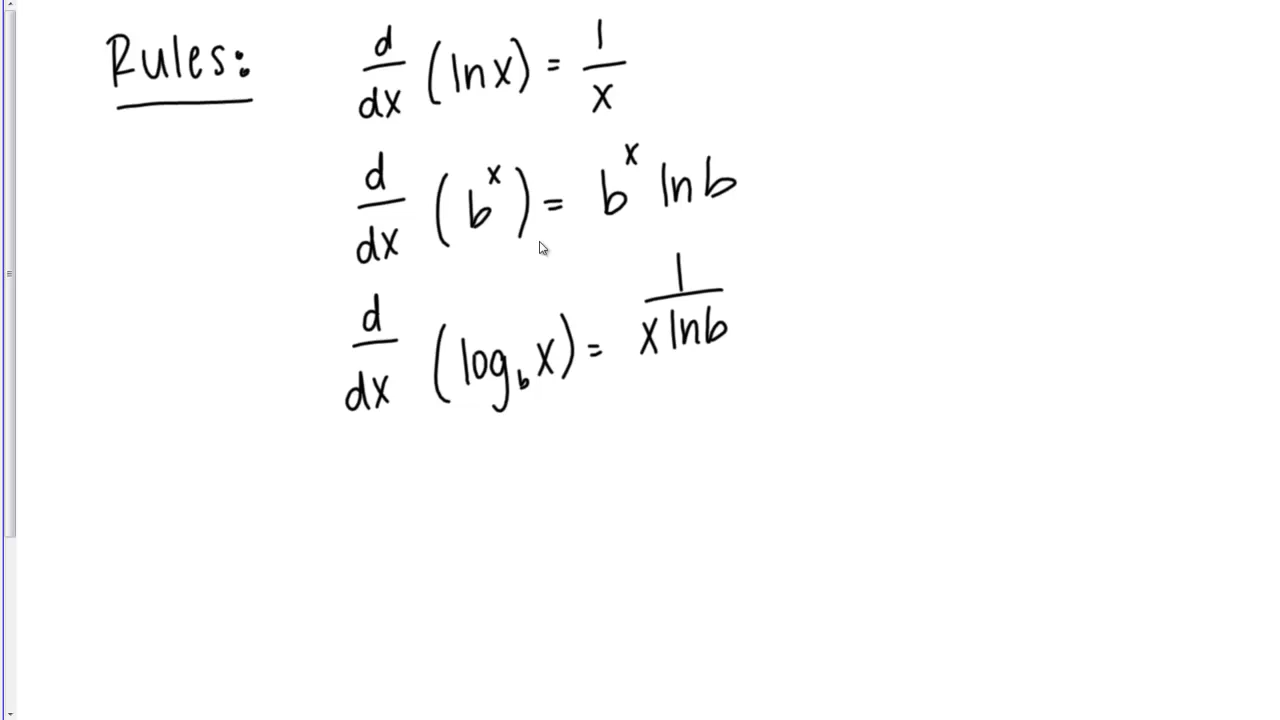 Rules: d/dx (ln x) = 1/x
d/dx (b^x) = b^x ln b
d/dx (log_b x) = 1/(x ln b)